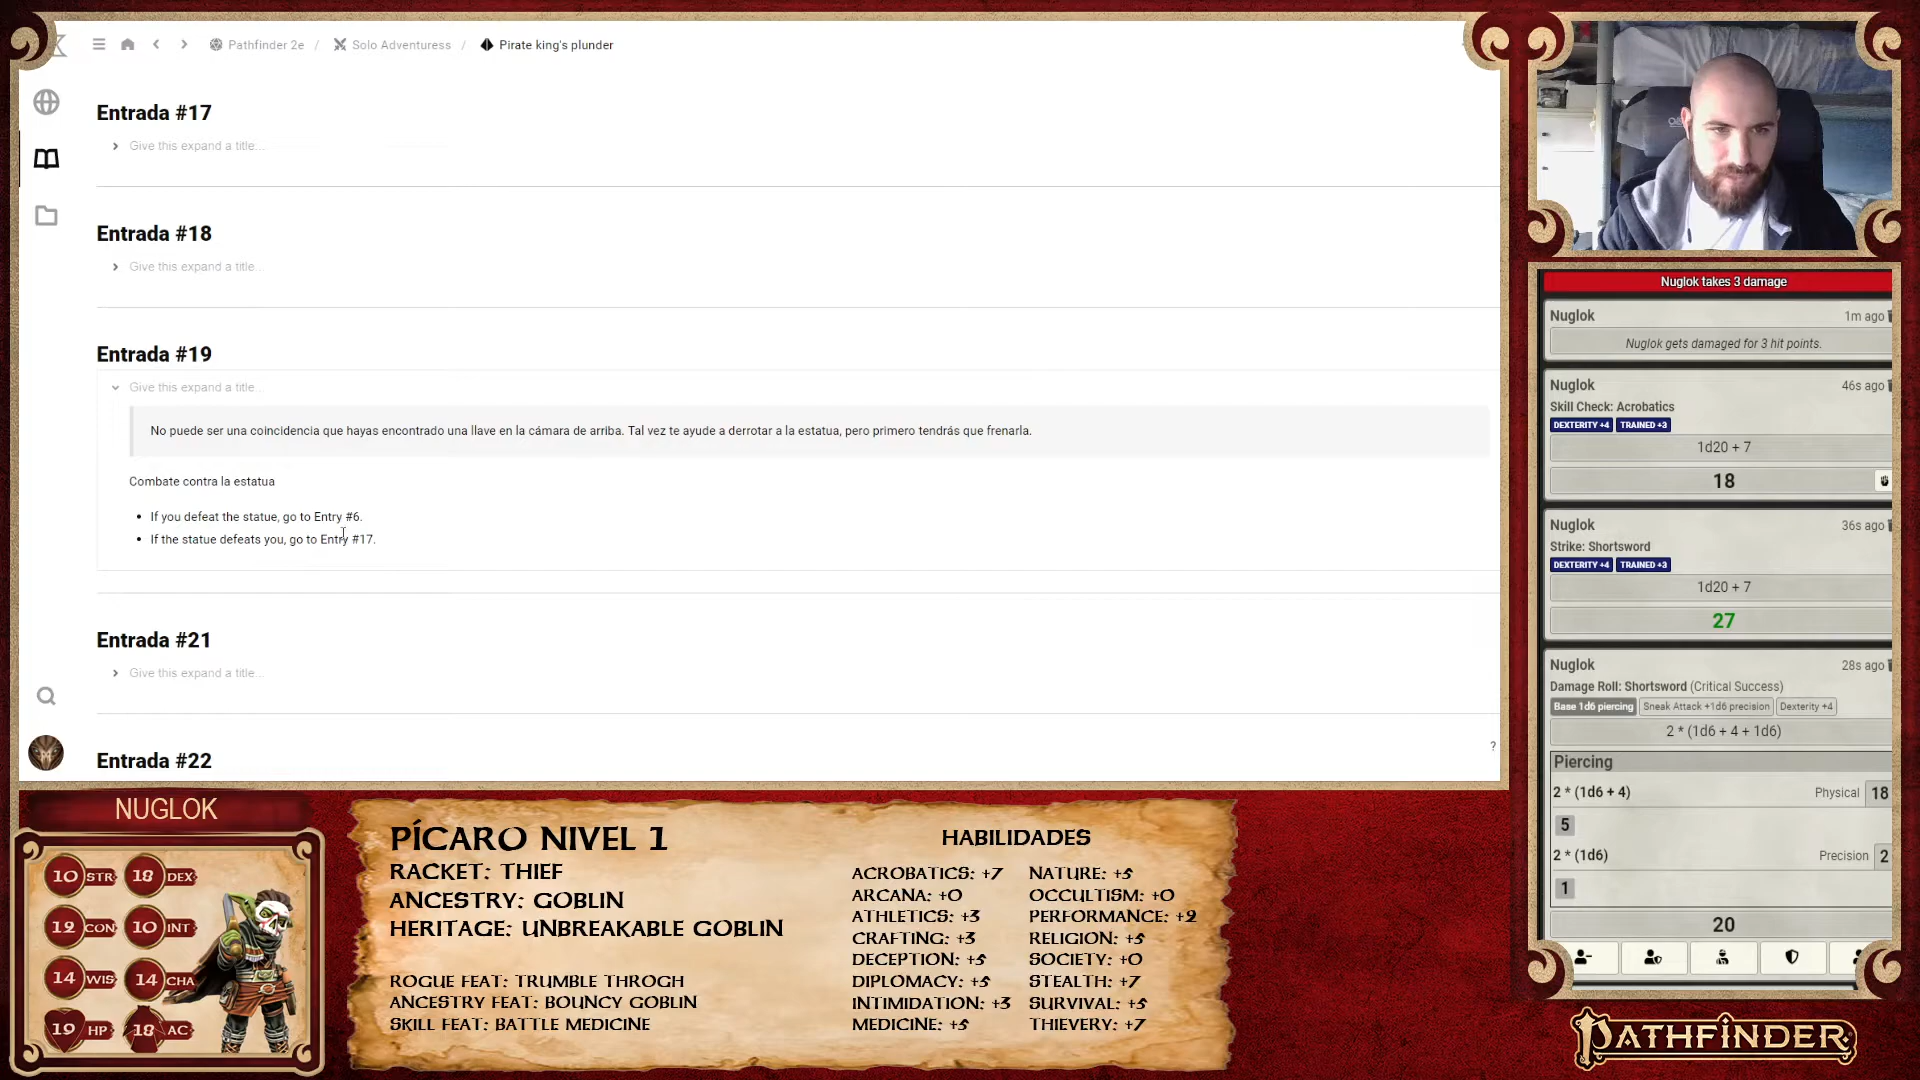 Pathfinder 2e / Solo Adventuress / Pirate king's plunder
Entrada #17
Give this expand a title...
Entrada #18
Give this expand a title...
Entrada #19
Give this expand a title...
No puede ser una coincidencia que hayas encontrado una llave en la cámara de arriba. Tal vez te ayude a derrotar a la estatua, pero primero tendrás que frenarla.
Combate contra la estatua
• If you defeat the statue, go to Entry #6.
• If the statue defeats you, go to Entry #17.
Entrada #21
Give this expand a title...
Entrada #22
?
Nuglok takes 3 damage
Nuglok 1m ago
Nuglok gets damaged for 3 hit points.
Nuglok 46s ago
Skill Check: Acrobatics
DEXTERITY +4 TRAINED +3
1d20 + 7
18
Nuglok 36s ago
Strike: Shortsword
DEXTERITY +4 TRAINED +3
1d20 + 7
27
Nuglok 28s ago
Damage Roll: Shortsword (Critical Success)
Base 1d6 piercing Sneak Attack +1d6 precision Dexterity +4
2 * (1d6 + 4 + 1d6)
Piercing
2 * (1d6 + 4) Physical 18
5
2 * (1d6) Precision 2
1
20
NUGLOK
10 STR 18 DEX
12 CON 10 INT
14 WIS 14 CHA
19 HP 18 AC
PÍCARO NIVEL 1
RACKET: THIEF
ANCESTRY: GOBLIN
HERITAGE: UNBREAKABLE GOBLIN
ROGUE FEAT: TRUMBLE THROGH
ANCESTRY FEAT: BOUNCY GOBLIN
SKILL FEAT: BATTLE MEDICINE
HABILIDADES
ACROBATICS: +7
ARCANA: +0
ATHLETICS: +3
CRAFTING: +3
DECEPTION: +5
DIPLOMACY: +5
INTIMIDATION: +3
MEDICINE: +5
NATURE: +5
OCCULTISM: +0
PERFORMANCE: +2
RELIGION: +5
SOCIETY: +0
STEALTH: +7
SURVIVAL: +5
THIEVERY: +7
PATHFINDER